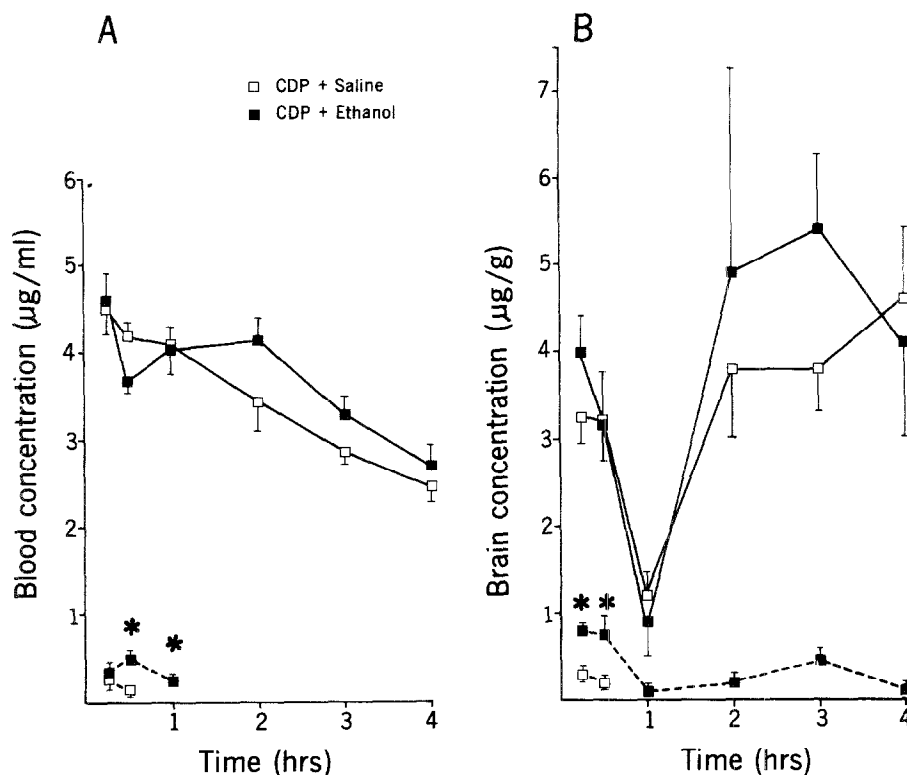 A
B
□ CDP + Saline
■ CDP + Ethanol
Blood concentration (µg/ml)
6
5
4
3
2
1
* *
1 2 3 4
Time (hrs)
Brain concentration (µg/g)
7
6
5
4
3
2
1
* *
1 2 3 4
Time (hrs)